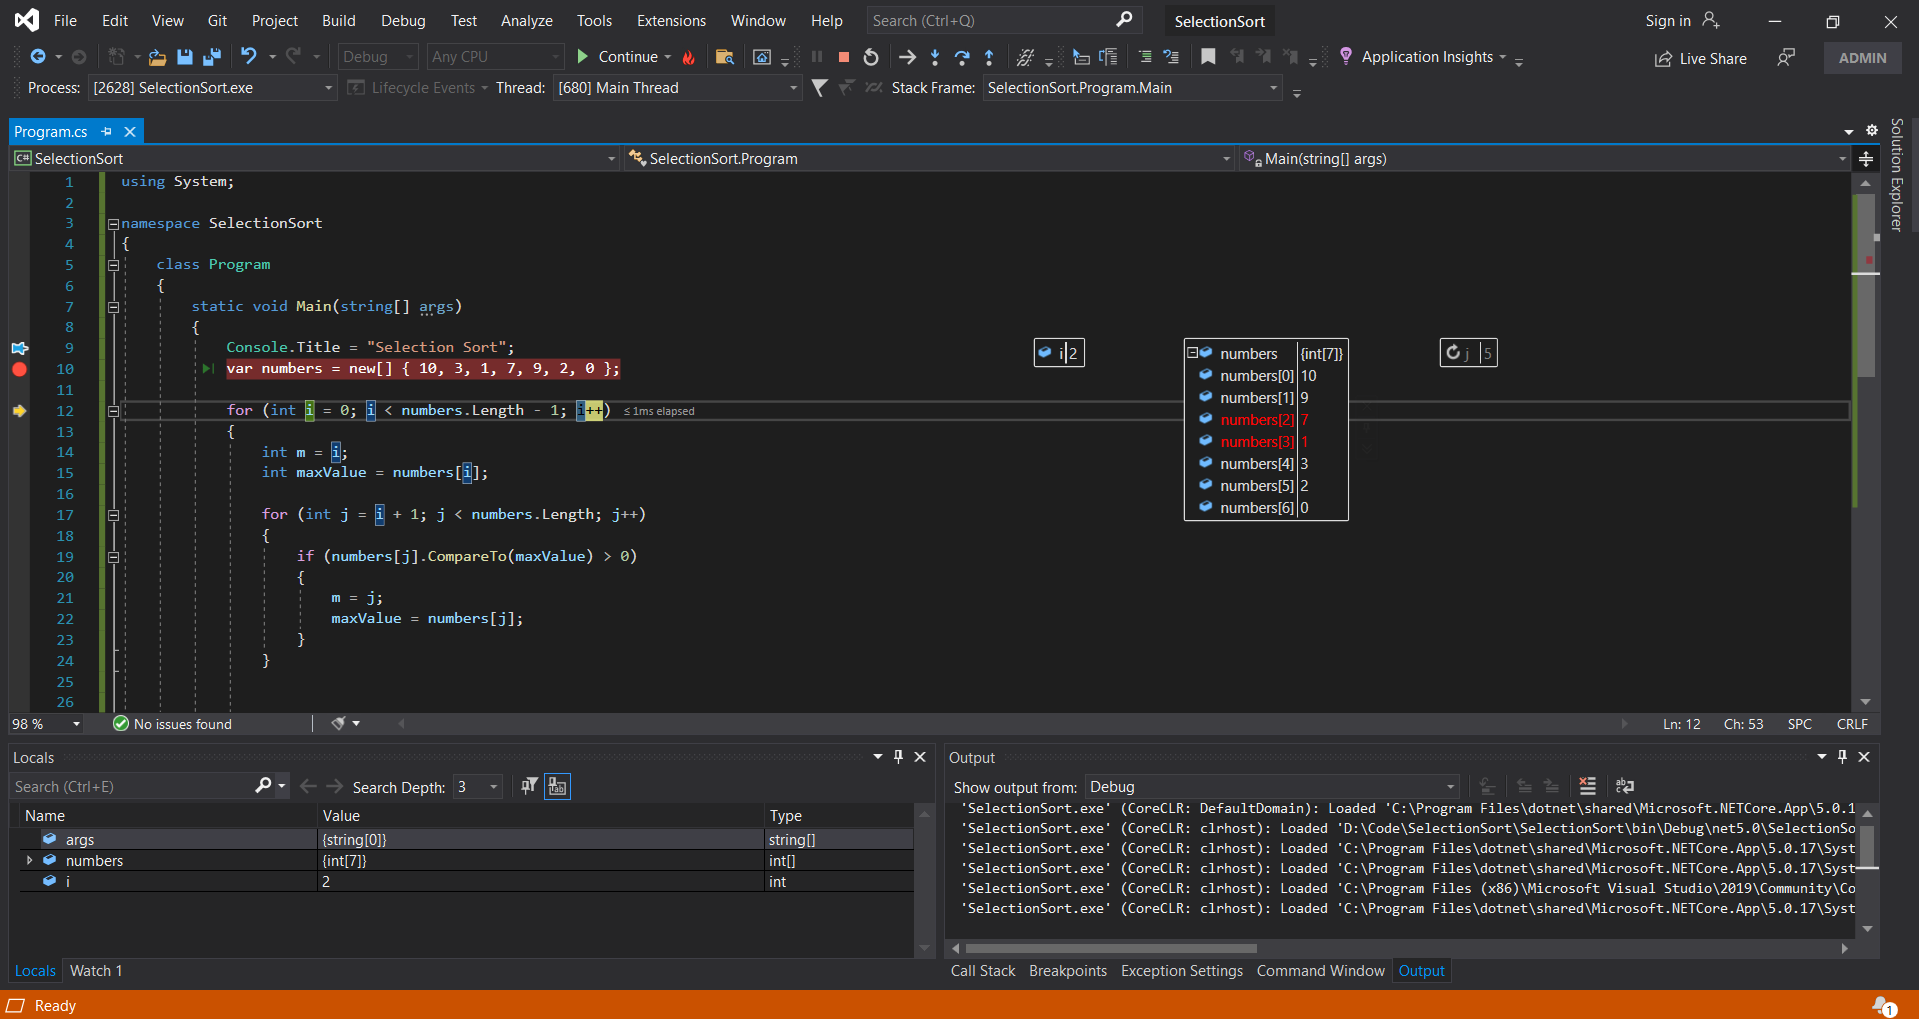 File Edit View Git Project Build Debug Test Analyze Tools Extensions Window Help Search (Ctrl+Q) SelectionSort Sign in
Debug Any CPU Continue Application Insights Live Share ADMIN
Process: [2628] SelectionSort.exe Lifecycle Events Thread: [680] Main Thread Stack Frame: SelectionSort.Program.Main
Program.cs
Solution Explorer
C# SelectionSort SelectionSort.Program Main(string[] args)
1 using System;
2
3 namespace SelectionSort
4 {
5 class Program
6 {
7 static void Main(string[] args)
8 {
9 Console.Title = "Selection Sort";
10 var numbers = new[] { 10, 3, 1, 7, 9, 2, 0 };
11
12 for (int i = 0; i < numbers.Length - 1; i++) ≤ 1ms elapsed
13 {
14 int m = i;
15 int maxValue = numbers[i];
16
17 for (int j = i + 1; j < numbers.Length; j++)
18 {
19 if (numbers[j].CompareTo(maxValue) > 0)
20 {
21 m = j;
22 maxValue = numbers[j];
23 }
24 }
25
26
i 2
numbers {int[7]}
numbers[0] 10
numbers[1] 9
numbers[2] 7
numbers[3] 1
numbers[4] 3
numbers[5] 2
numbers[6] 0
j 5
98 % No issues found Ln: 12 Ch: 53 SPC CRLF
Locals
Search (Ctrl+E) Search Depth: 3
Name Value Type
args {string[0]} string[]
numbers {int[7]} int[]
i 2 int
Locals Watch 1
Output
Show output from: Debug
'SelectionSort.exe' (CoreCLR: DefaultDomain): Loaded 'C:\Program Files\dotnet\shared\Microsoft.NETCore.App\5.0.1
'SelectionSort.exe' (CoreCLR: clrhost): Loaded 'D:\Code\SelectionSort\SelectionSort\bin\Debug\net5.0\SelectionSo
'SelectionSort.exe' (CoreCLR: clrhost): Loaded 'C:\Program Files\dotnet\shared\Microsoft.NETCore.App\5.0.17\Syst
'SelectionSort.exe' (CoreCLR: clrhost): Loaded 'C:\Program Files\dotnet\shared\Microsoft.NETCore.App\5.0.17\Syst
'SelectionSort.exe' (CoreCLR: clrhost): Loaded 'C:\Program Files (x86)\Microsoft Visual Studio\2019\Community\Co
'SelectionSort.exe' (CoreCLR: clrhost): Loaded 'C:\Program Files\dotnet\shared\Microsoft.NETCore.App\5.0.17\Syst
Call Stack Breakpoints Exception Settings Command Window Output
Ready 1